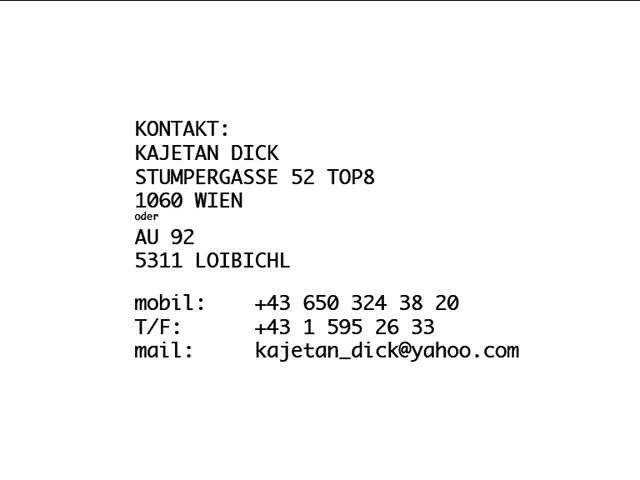 KONTAKT:
KAJETAN DICK
STUMPERGASSE 52 TOP8
1060 WIEN
oder
AU 92
5311 LOIBICHL
mobil: +43 650 324 38 20
T/F: +43 1 595 26 33
mail: kajetan_dick@yahoo.com